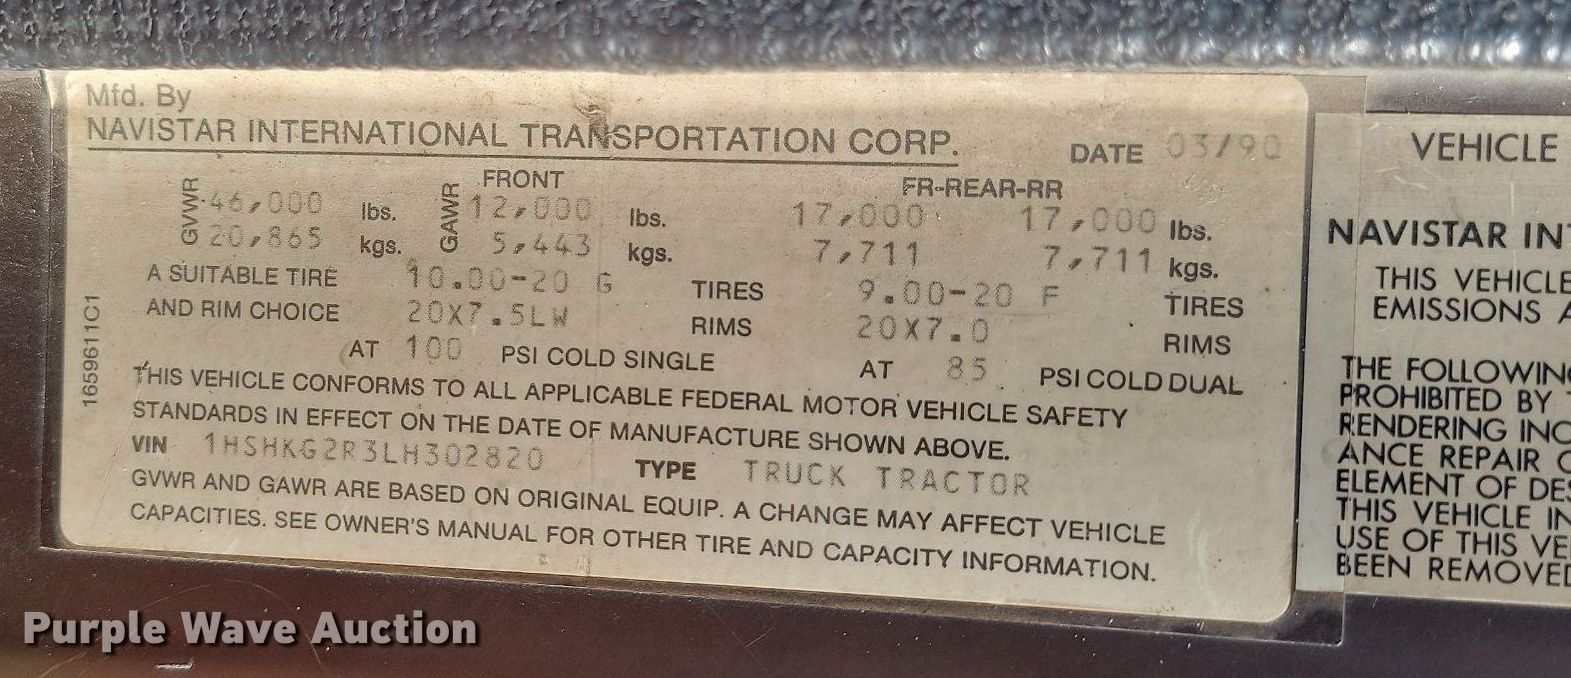 Mfd. By
NAVISTAR INTERNATIONAL TRANSPORTATION CORP. DATE 03/90
FRONT FR-REAR-RR
GVWR 46,000 lbs. GAWR 12,000 lbs. 17,000 17,000 lbs.
20,865 kgs. 5,443 kgs. 7,711 7,711 kgs.
A SUITABLE TIRE 10.00-20 G TIRES 9.00-20 F TIRES
AND RIM CHOICE 20X7.5LW RIMS 20X7.0 RIMS
AT 100 PSI COLD SINGLE AT 85 PSI COLD DUAL
THIS VEHICLE CONFORMS TO ALL APPLICABLE FEDERAL MOTOR VEHICLE SAFETY
STANDARDS IN EFFECT ON THE DATE OF MANUFACTURE SHOWN ABOVE.
VIN 1HSHKG2R3LH302820 TYPE TRUCK TRACTOR
GVWR AND GAWR ARE BASED ON ORIGINAL EQUIP. A CHANGE MAY AFFECT VEHICLE
CAPACITIES. SEE OWNER'S MANUAL FOR OTHER TIRE AND CAPACITY INFORMATION.
1659611C1
VEHICLE
NAVISTAR INT
THIS VEHICLE
EMISSIONS A
THE FOLLOWING
PROHIBITED BY
RENDERING INO
ANCE REPAIR O
ELEMENT OF DES
THIS VEHICLE IN
USE OF THIS VE
BEEN REMOVED
Purple Wave Auction